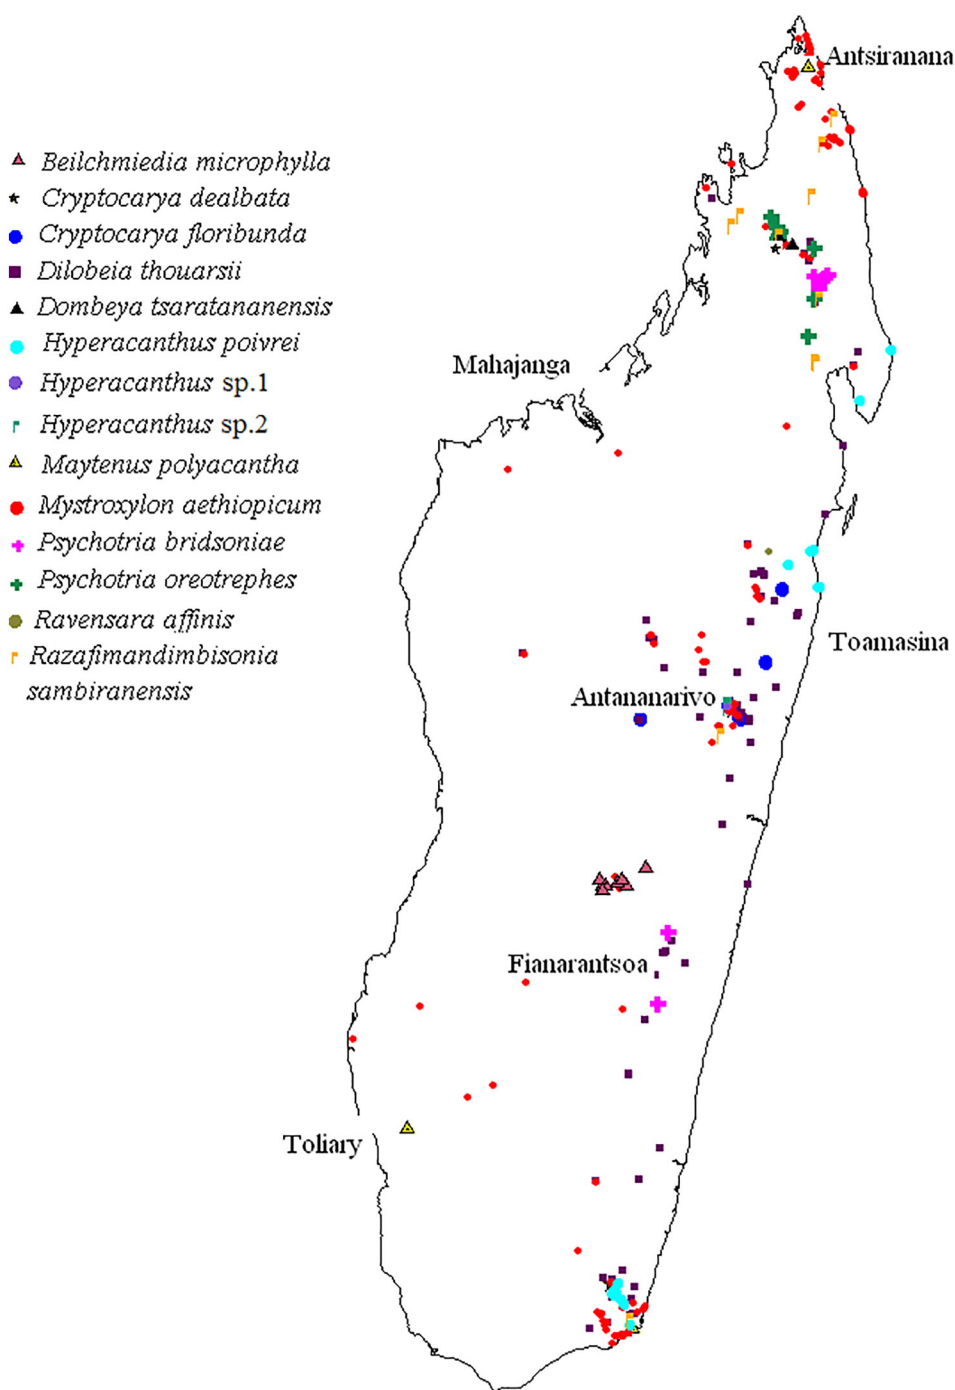 Antsiranana
Beilchmiedia microphylla
Cryptocarya dealbata
Cryptocarya floribunda
Dilobeia thouarsii
Dombeya tsaratananensis
Hyperacanthus poivrei
Hyperacanthus sp.1
Hyperacanthus sp.2
Maytenus polyacantha
Mystroxylon aethiopicum
Psychotria bridsoniae
Psychotria oreotrephes
Ravensara affinis
Razafimandimbisonia
sambiranensis
Mahajanga
Toamasina
Antananarivo
Fianarantsoa
Toliary